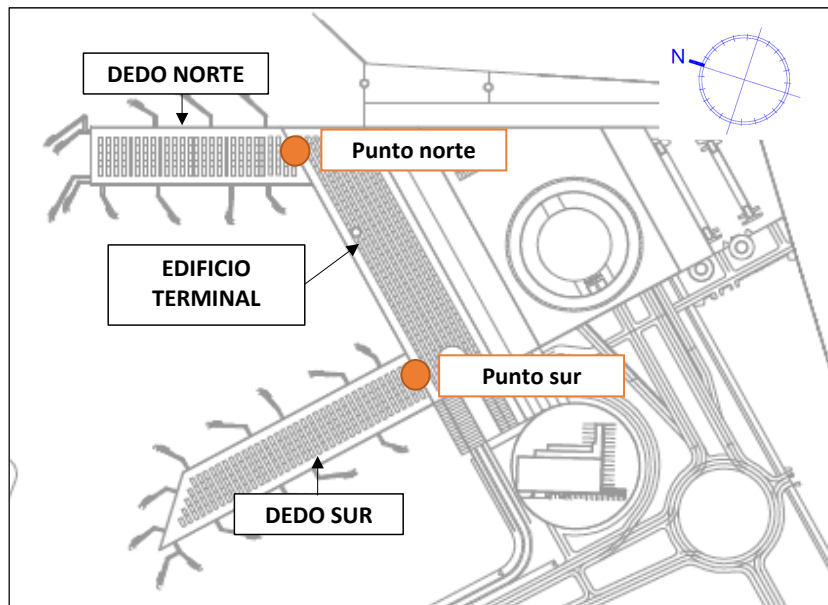 DEDO NORTE
N
Punto norte
EDIFICIO
TERMINAL
Punto sur
DEDO SUR